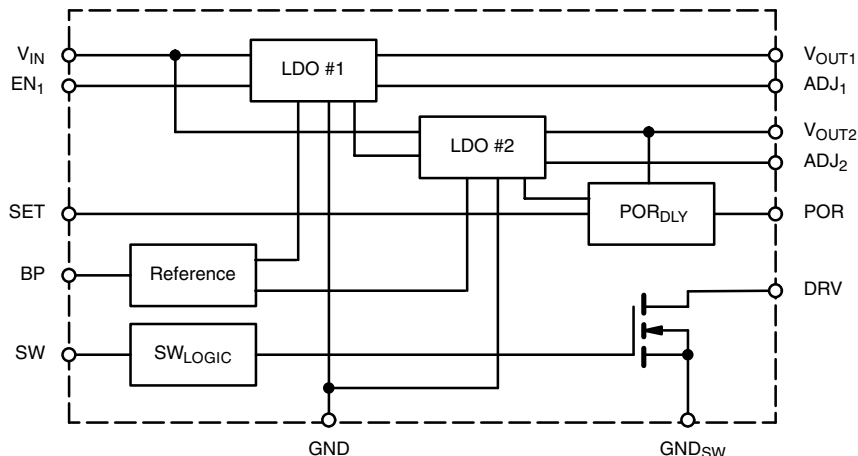 V_IN
LDO #1
V_OUT1
EN_1
ADJ_1
V_OUT2
LDO #2
ADJ_2
SET
POR_DLY
POR
BP
Reference
DRV
SW
SW_LOGIC
GND
GND_SW